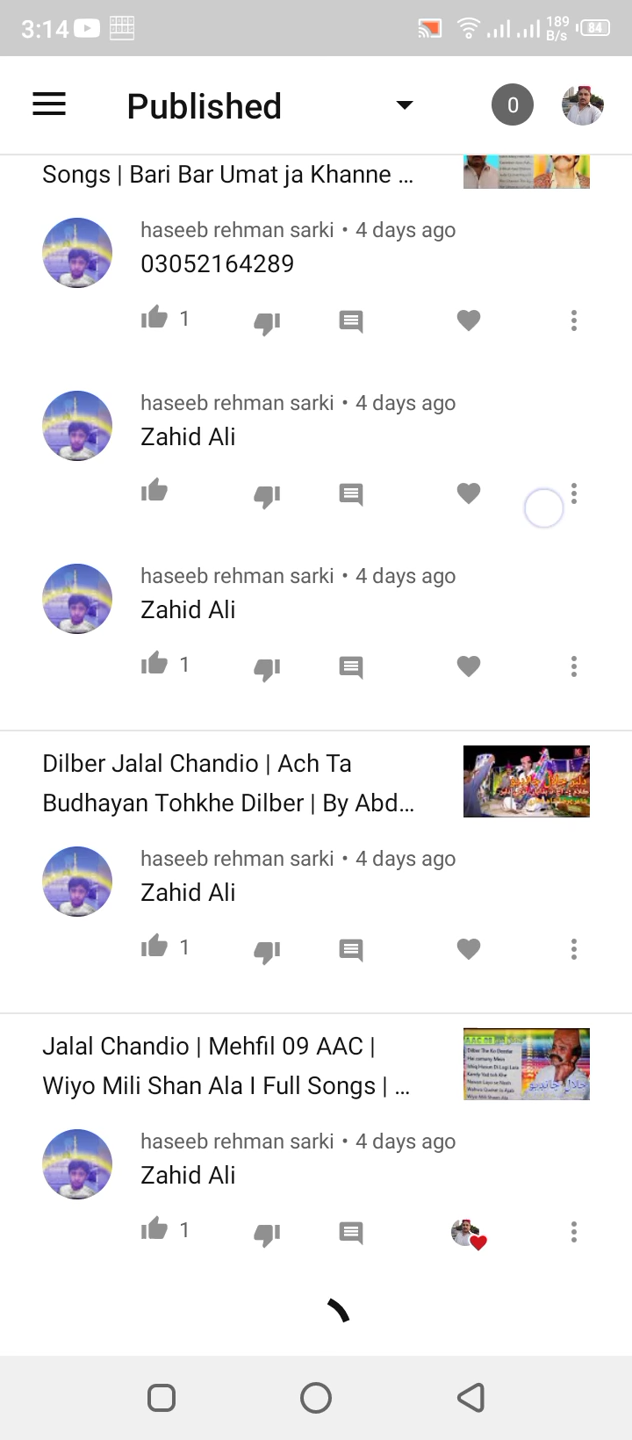 3:14
189
B/s
84
Published
0
Songs | Bari Bar Umat ja Khanne ...
haseeb rehman sarki • 4 days ago
03052164289
1
haseeb rehman sarki • 4 days ago
Zahid Ali
haseeb rehman sarki • 4 days ago
Zahid Ali
1
Dilber Jalal Chandio | Ach Ta
Budhayan Tohkhe Dilber | By Abd...
haseeb rehman sarki • 4 days ago
Zahid Ali
1
Jalal Chandio | Mehfil 09 AAC |
Wiyo Mili Shan Ala I Full Songs | ...
جلال چانڊيو
haseeb rehman sarki • 4 days ago
Zahid Ali
1